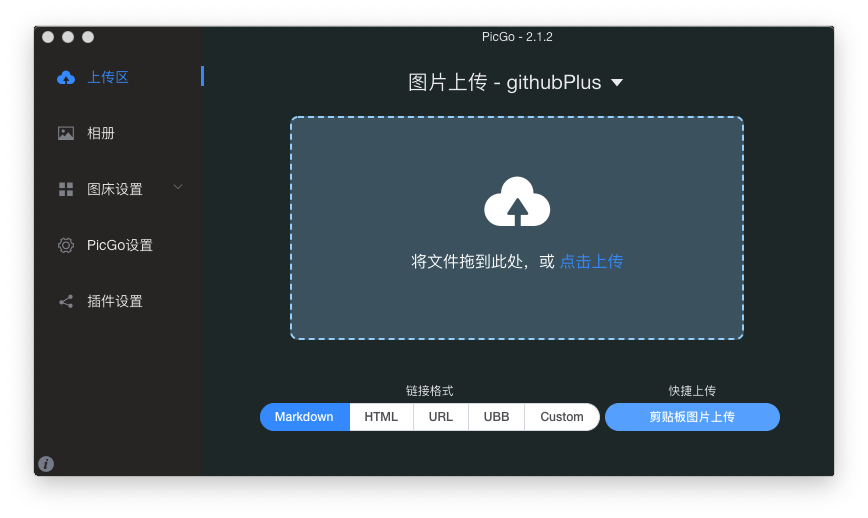 PicGo - 2.1.2
上传区
相册
图床设置
PicGo设置
插件设置
图片上传 - githubPlus
将文件拖到此处，或 点击上传
链接格式
Markdown HTML URL UBB Custom
快捷上传
剪贴板图片上传
i